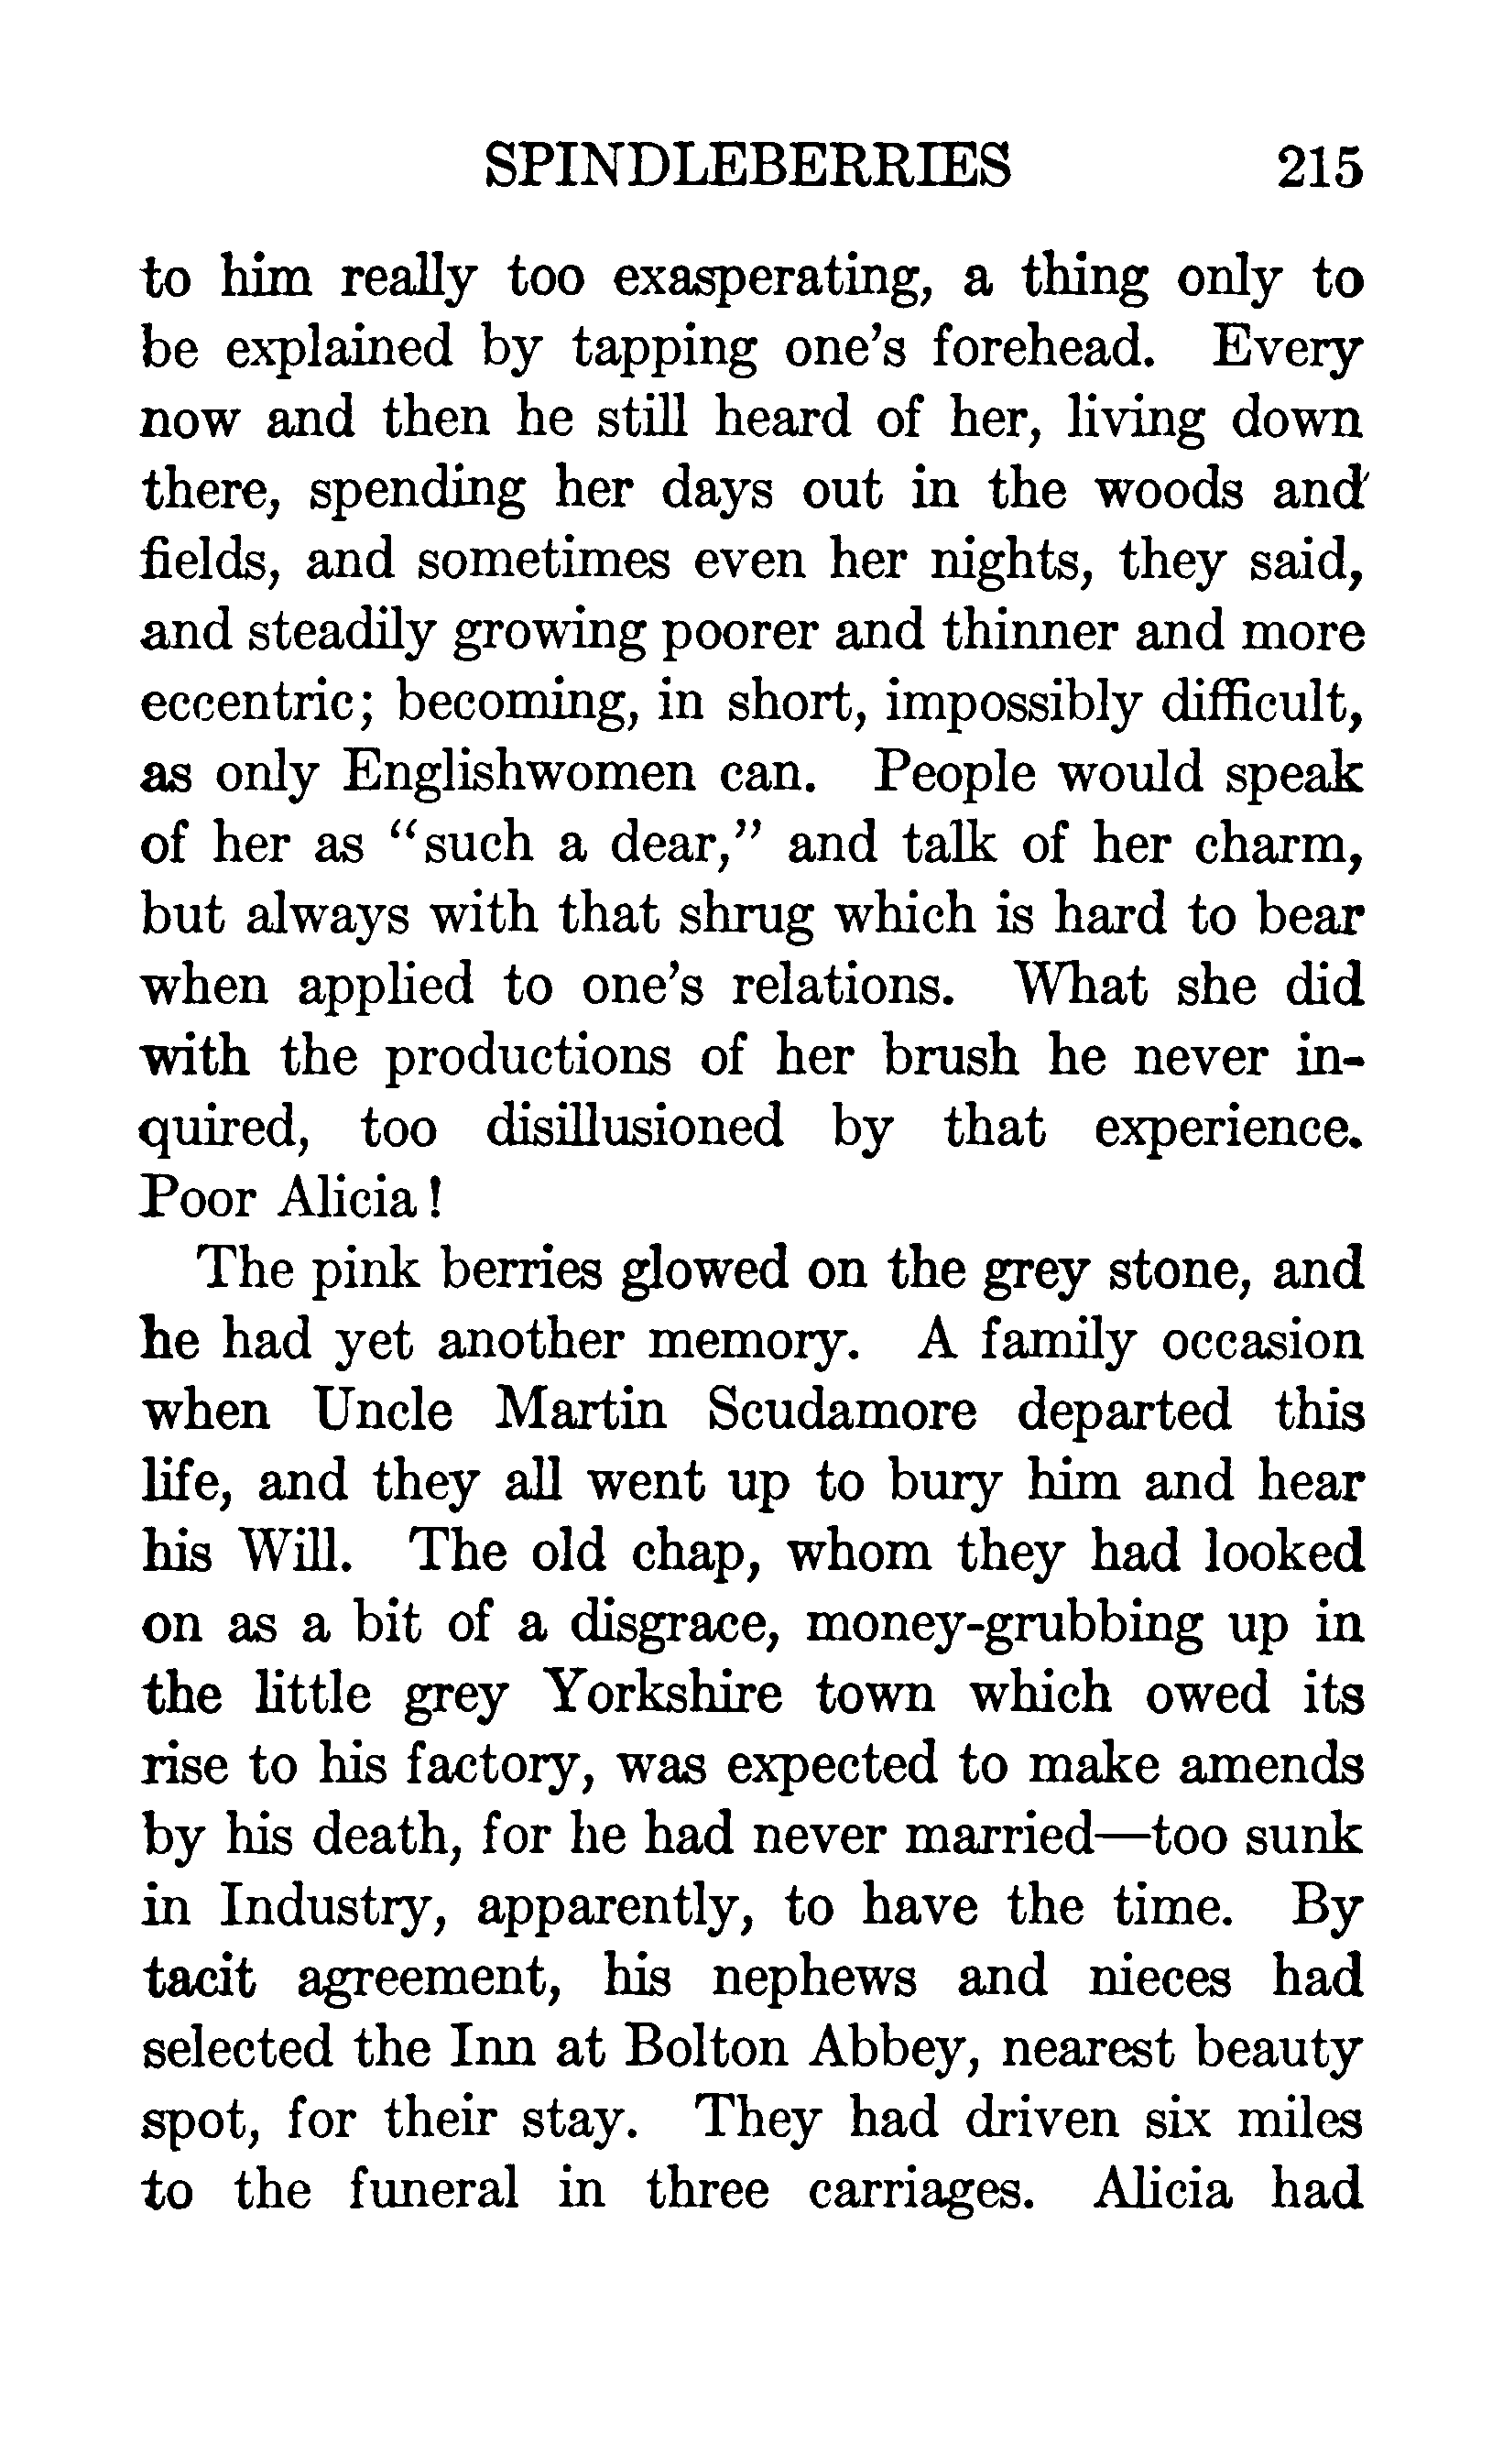 SPINDLEBERRIES 215
to him really too exasperating, a thing only to
be explained by tapping one's forehead. Every
now and then he still heard of her, living down
there, spending her days out in the woods and
fields, and sometimes even her nights, they said,
and steadily growing poorer and thinner and more
eccentric; becoming, in short, impossibly difficult,
as only Englishwomen can. People would speak
of her as "such a dear," and talk of her charm,
but always with that shrug which is hard to bear
when applied to one's relations. What she did
with the productions of her brush he never in-
quired, too disillusioned by that experience.
Poor Alicia!
The pink berries glowed on the grey stone, and
he had yet another memory. A family occasion
when Uncle Martin Scudamore departed this
life, and they all went up to bury him and hear
his Will. The old chap, whom they had looked
on as a bit of a disgrace, money-grubbing up in
the little grey Yorkshire town which owed its
rise to his factory, was expected to make amends
by his death, for he had never married—too sunk
in Industry, apparently, to have the time. By
tacit agreement, his nephews and nieces had
selected the Inn at Bolton Abbey, nearest beauty
spot, for their stay. They had driven six miles
to the funeral in three carriages. Alicia had